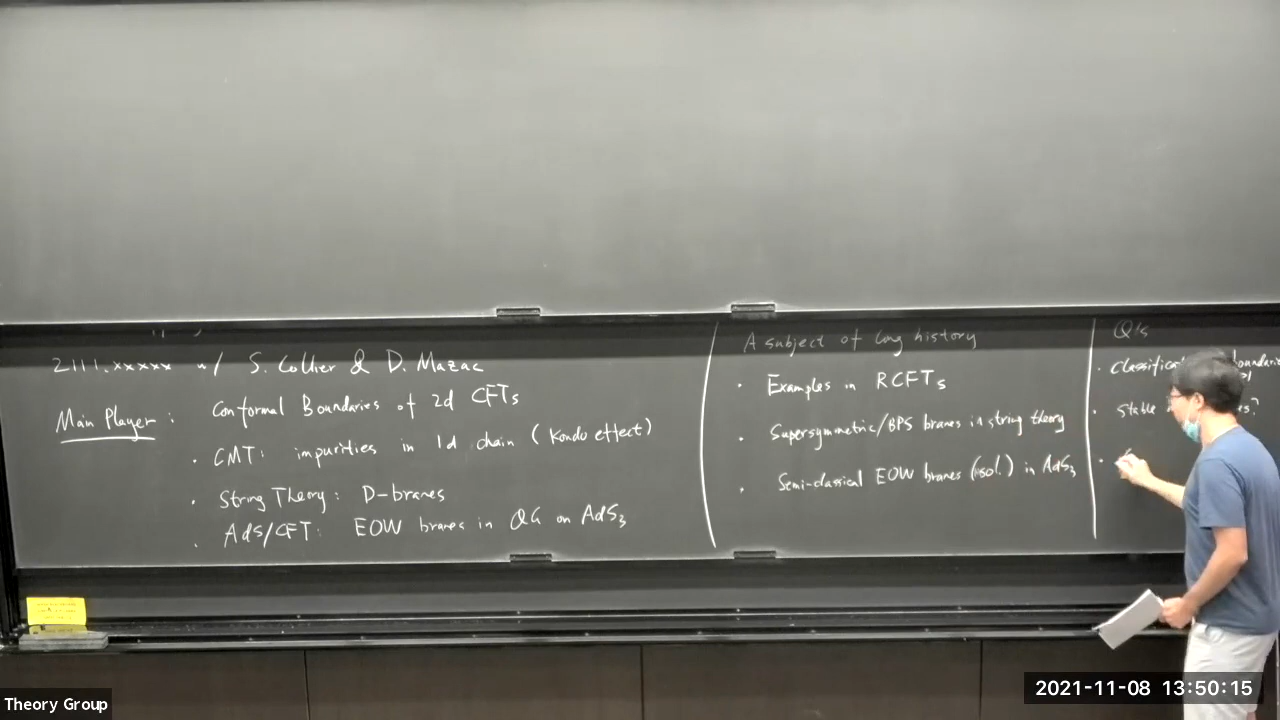 2111.xxxxx w/ S. Collier & D. Mazac
Main Player : Conformal Boundaries of 2d CFTs
· CMT: impurities in 1d chain (Kondo effect)
· String Theory : D-branes
· AdS/CFT: EOW branes in QG on AdS3
A subject of long history
· Examples in RCFTs
· Supersymmetric/BPS branes in string theory
· Semi-classical EOW branes (sol.) in AdS3
Q's
·
· Stable
·
Theory Group
2021-11-08 13:50:15